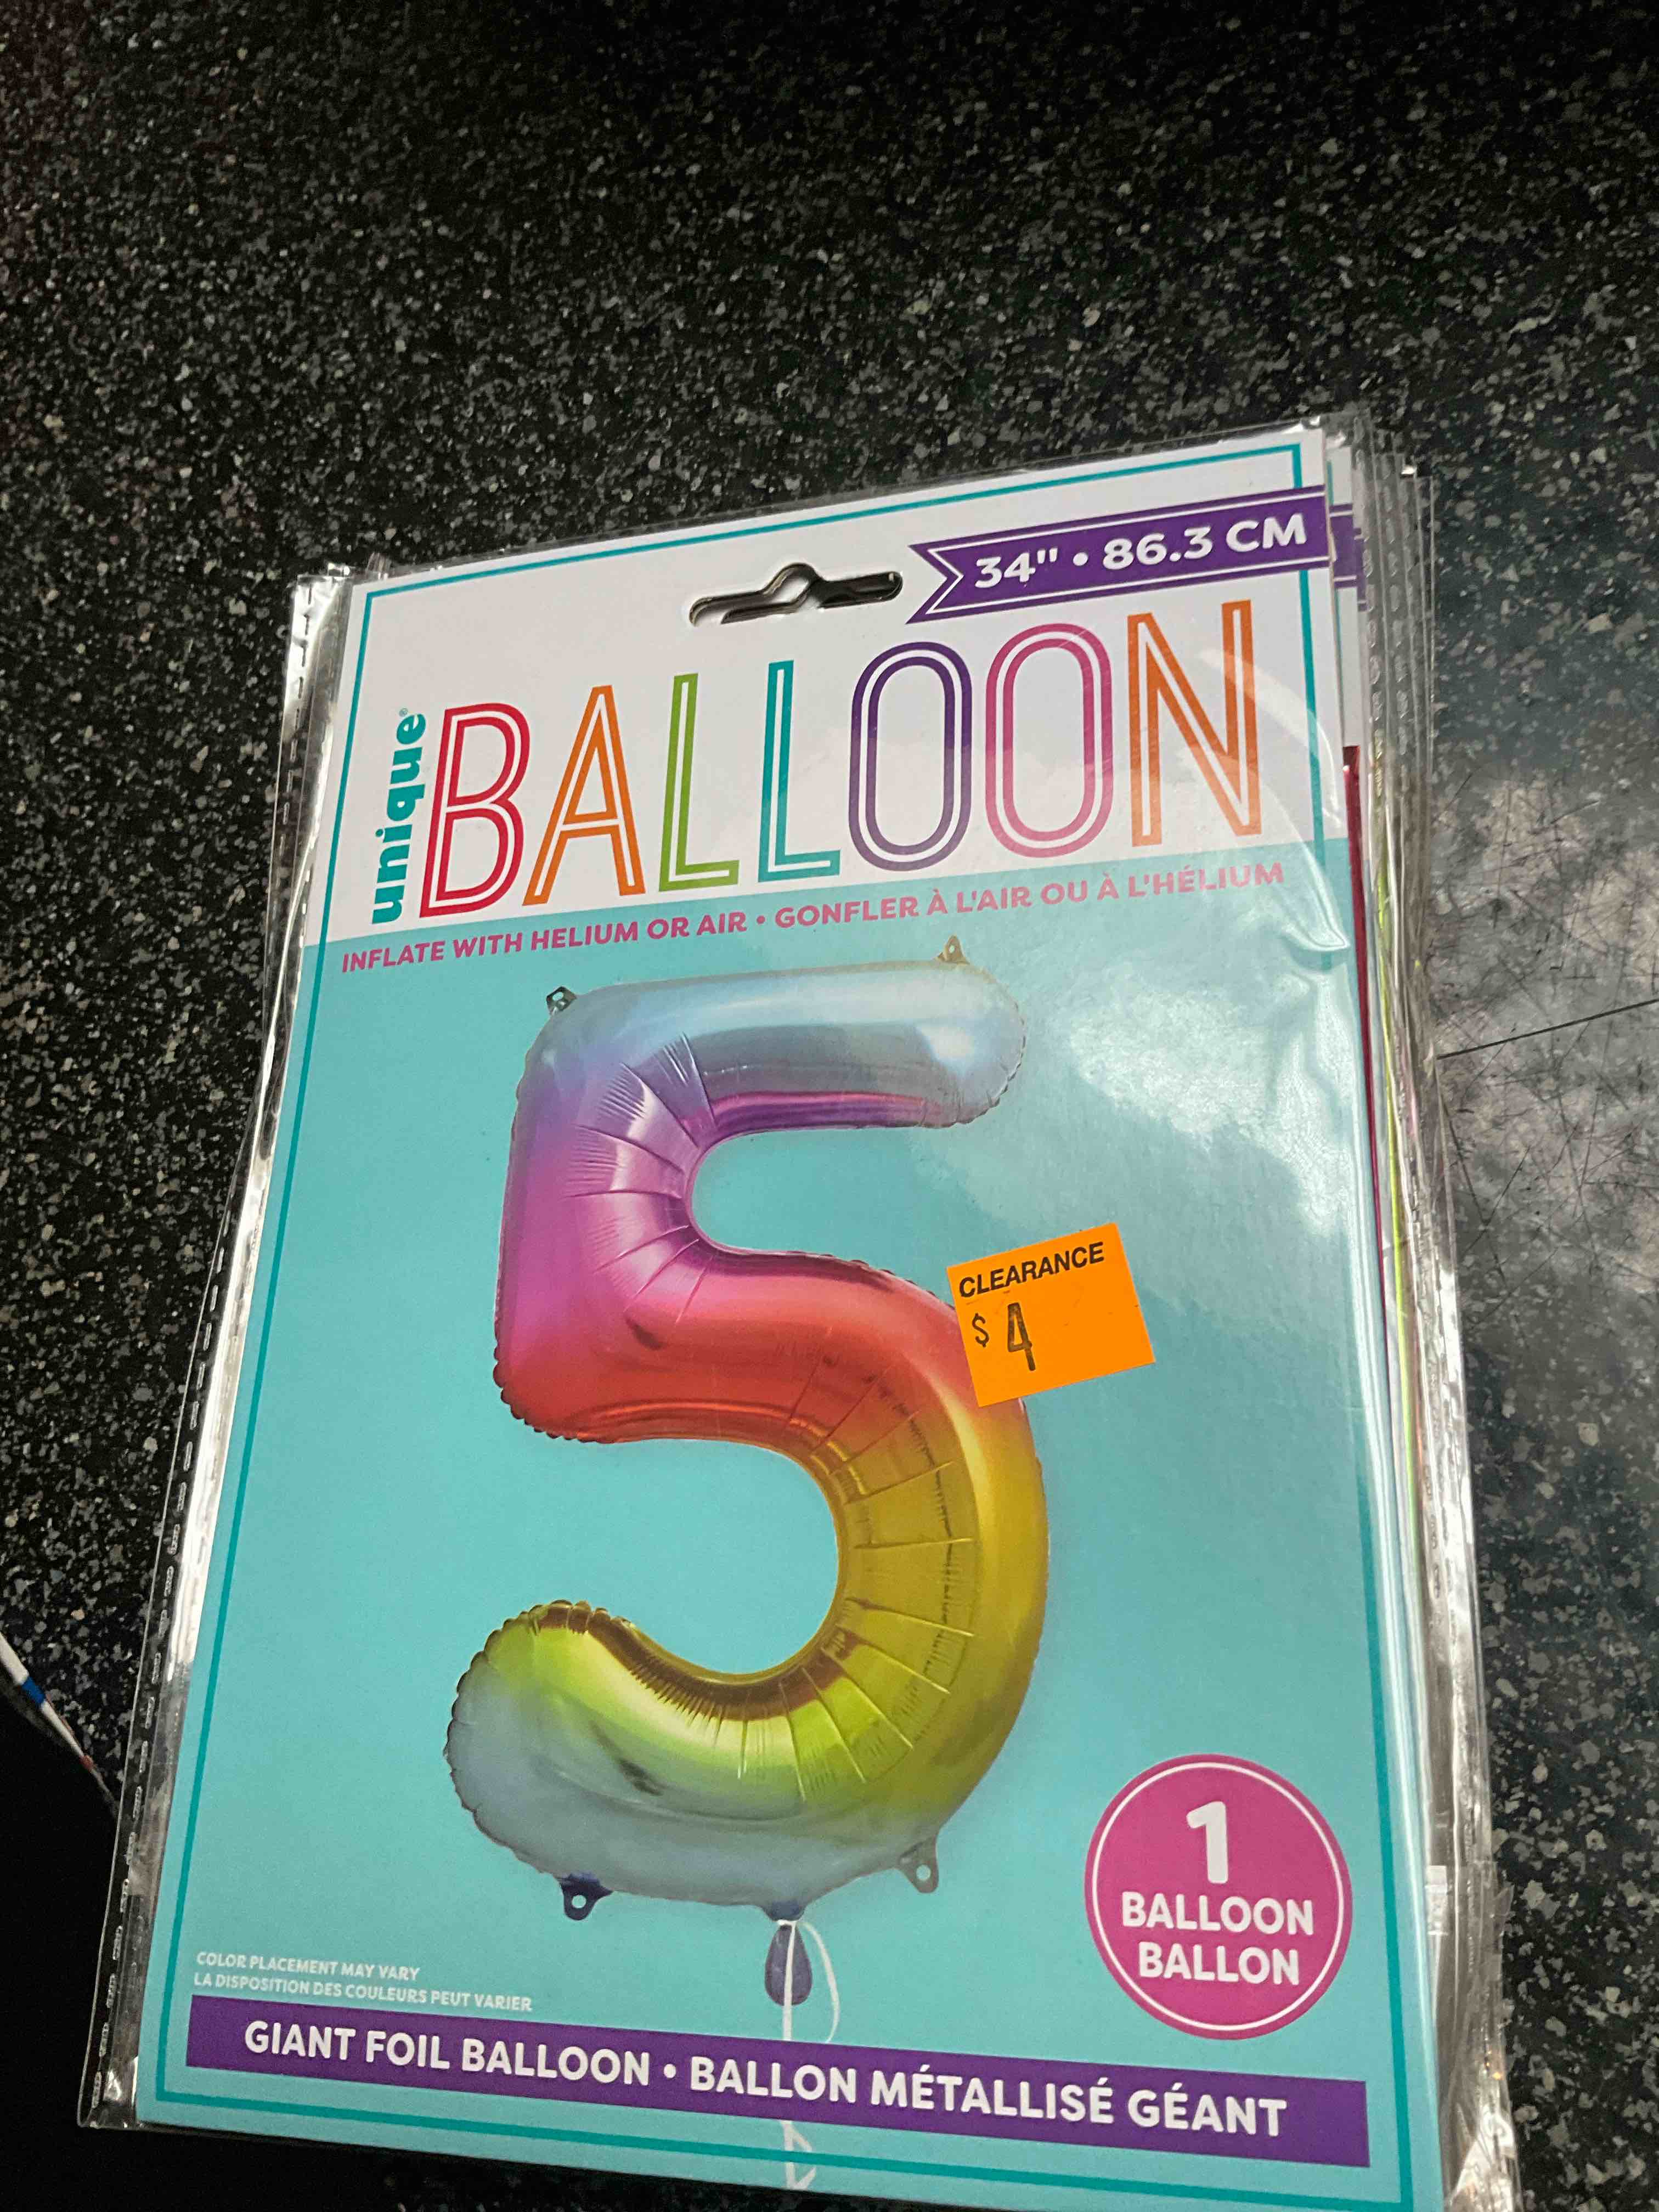 34" • 86.3 CM
unique®
BALLOON
INFLATE WITH HELIUM OR AIR • GONFLER À L'AIR OU À L'HÉLIUM
5
CLEARANCE
$ 4
1
BALLOON
BALLON
COLOR PLACEMENT MAY VARY
LA DISPOSITION DES COULEURS PEUT VARIER
GIANT FOIL BALLOON • BALLON MÉTALLISÉ GÉANT